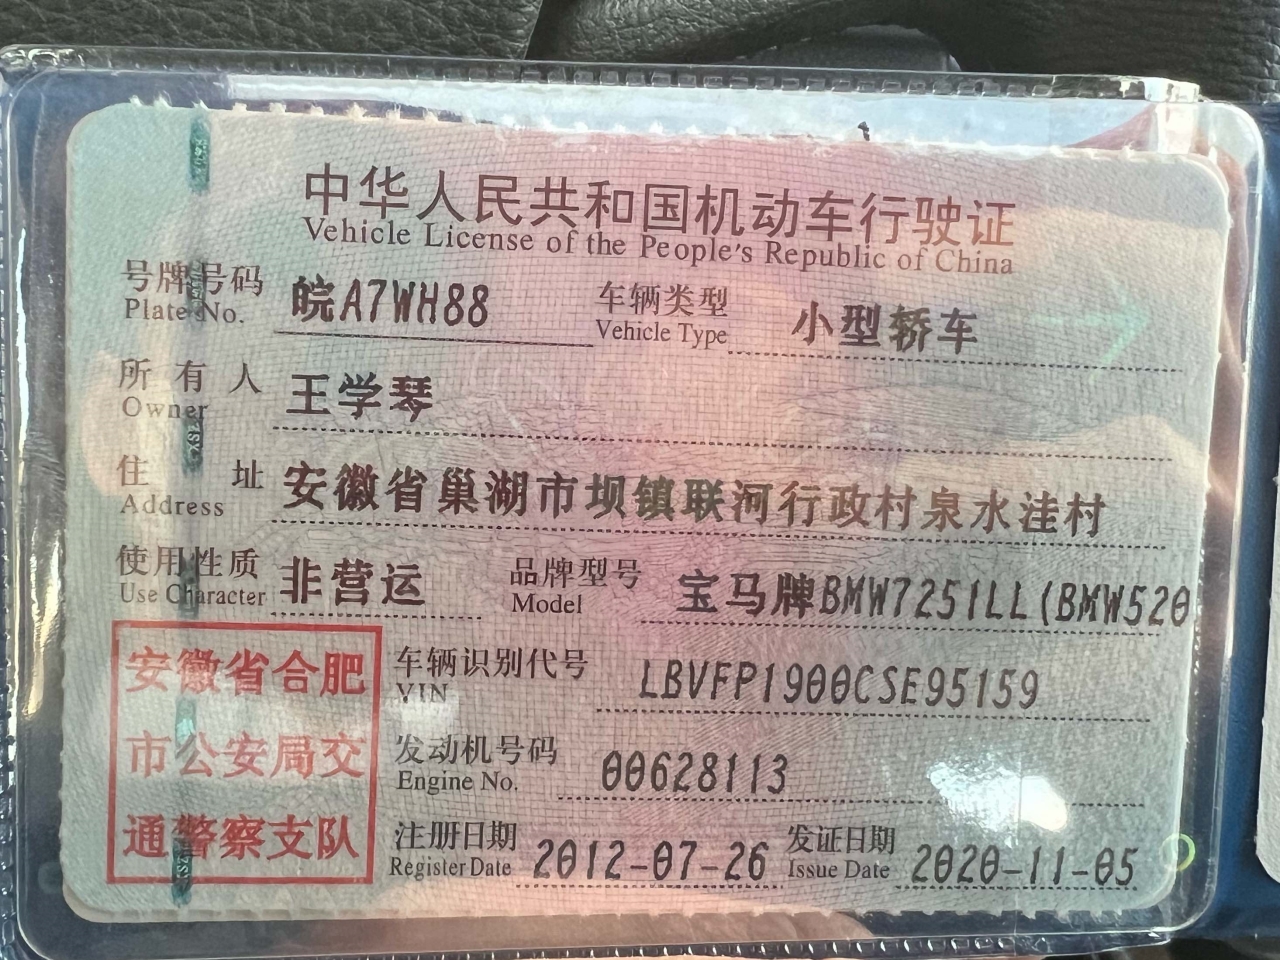 中华人民共和国机动车行驶证
Vehicle License of the People's Republic of China
号牌号码 皖A7WH88 车辆类型 小型轿车
Plate No. Vehicle Type
所有人 王学琴
Owner
住址 安徽省巢湖市坝镇联河行政村泉水洼村
Address
使用性质 非营运 品牌型号 宝马牌BMW7251LL(BMW520
Use Character Model
安徽省合肥
市公安局交
通警察支队
车辆识别代号 LBVFP1900CSE95159
VIN
发动机号码 00628113
Engine No.
注册日期 2012-07-26 发证日期 2020-11-05
Register Date Issue Date